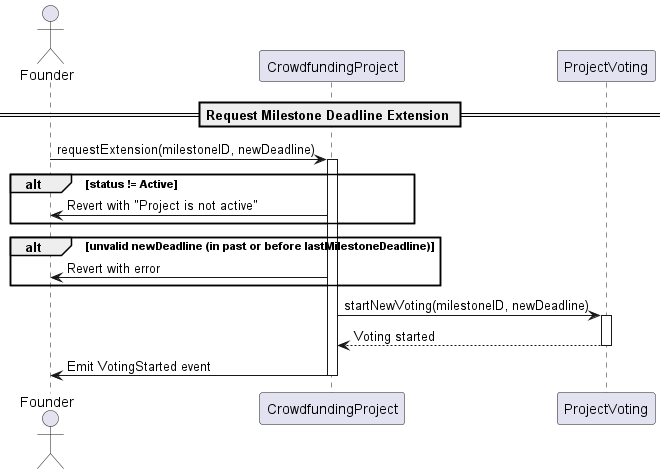 Founder
CrowdfundingProject
ProjectVoting
Request Milestone Deadline Extension
requestExtension(milestoneID, newDeadline)
alt [status != Active]
Revert with "Project is not active"
alt [unvalid newDeadline (in past or before lastMilestoneDeadline)]
Revert with error
startNewVoting(milestoneID, newDeadline)
Voting started
Emit VotingStarted event
Founder
CrowdfundingProject
ProjectVoting